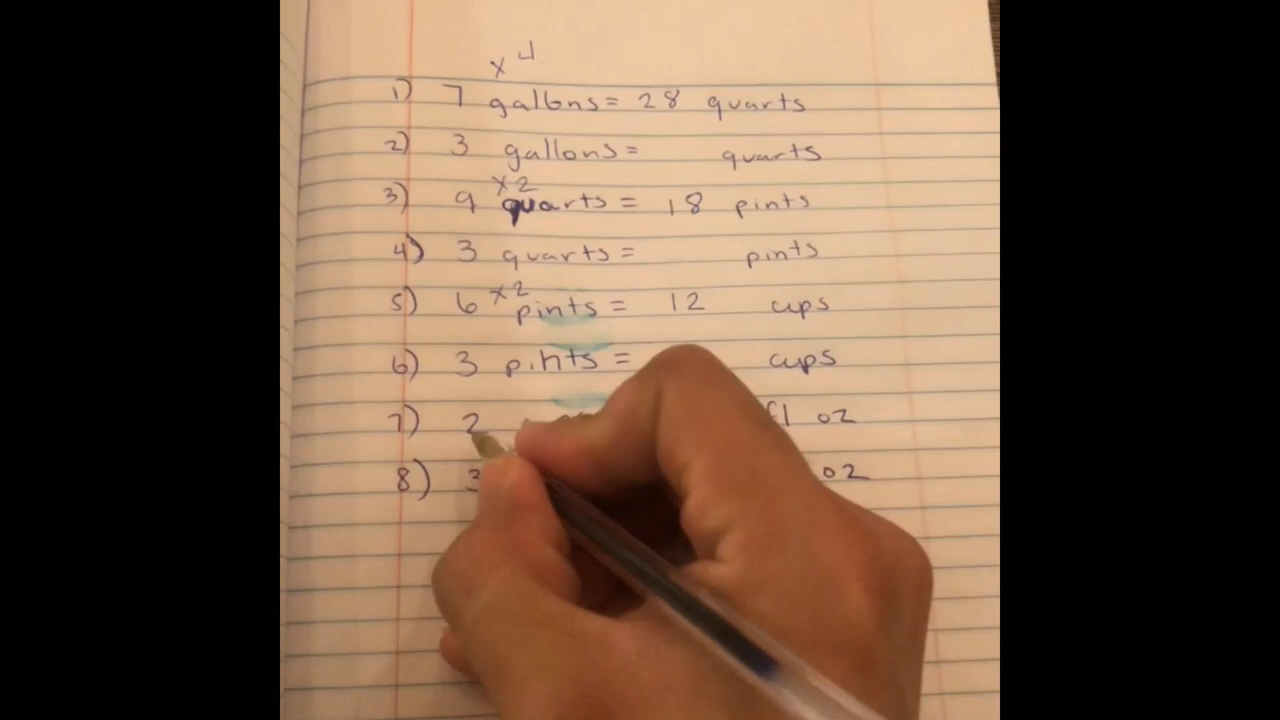 x 4
1) 7 gallons = 28 quarts
2) 3 gallons = quarts
x2
3) 9 quarts = 18 pints
4) 3 quarts = pints
x2
5) 6 pints = 12 cups
6) 3 pints = cups
7) 2 fl oz
8) 3 oz